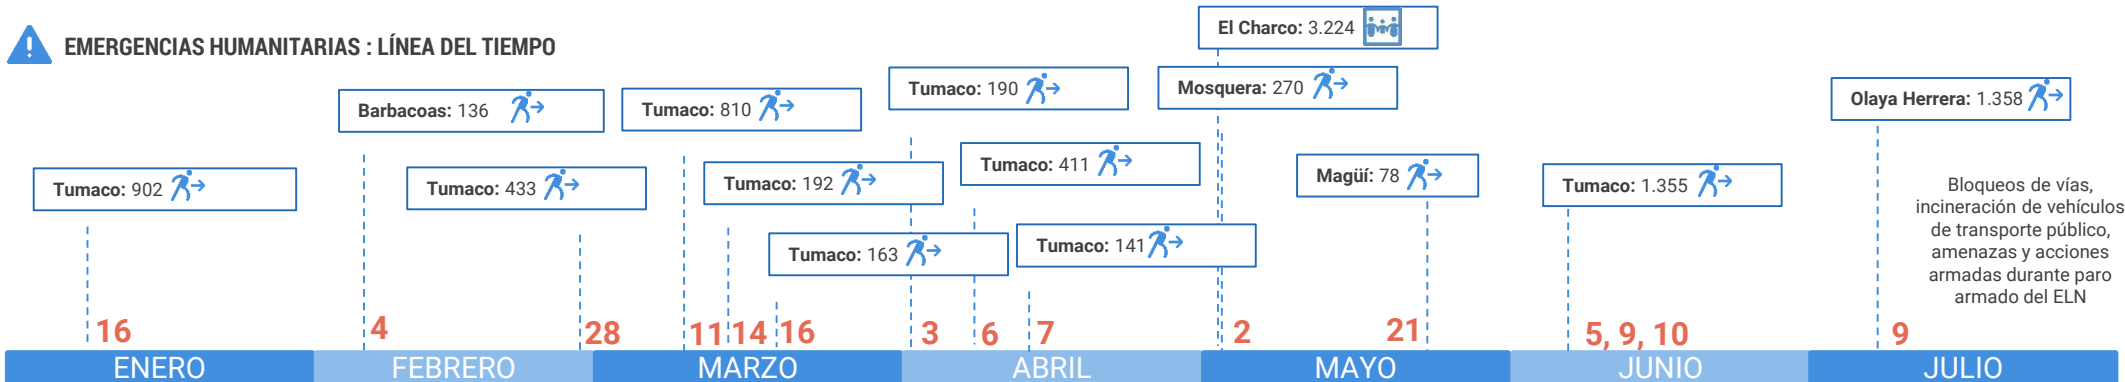 EMERGENCIAS HUMANITARIAS : LÍNEA DEL TIEMPO
El Charco: 3.224
Tumaco: 190
Mosquera: 270
Barbacoas: 136
Tumaco: 810
Olaya Herrera: 1.358
Tumaco: 902
Tumaco: 433
Tumaco: 192
Tumaco: 411
Magüí: 78
Tumaco: 1.355
Tumaco: 163
Tumaco: 141
Bloqueos de vías,
incineración de vehículos
de transporte público,
amenazas y acciones
armadas durante paro
armado del ELN
16
4
28
11
14
16
3
6
7
2
21
5, 9, 10
9
ENERO
FEBRERO
MARZO
ABRIL
MAYO
JUNIO
JULIO